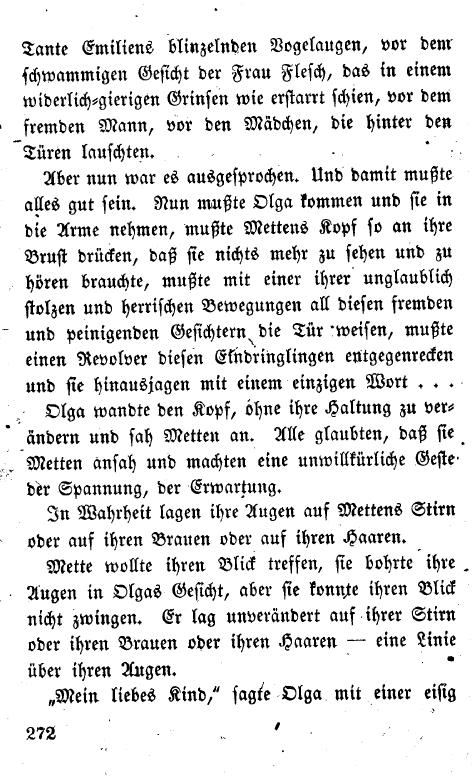 Tante Emiliens blinzelnden Vogelaugen, vor dem
schwammigen Gesicht der Frau Flesch, das in einem
widerlich-gierigen Grinsen wie erstarrt schien, vor dem
fremden Mann, vor den Mädchen, die hinter den
Türen lauschten.
Aber nun war es ausgesprochen. Und damit mußte
alles gut sein. Nun mußte Olga kommen und sie in
die Arme nehmen, mußte Mettens Kopf so an ihre
Brust drücken, daß sie nichts mehr zu sehen und zu
hören brauchte, mußte mit einer ihrer unglaublich
stolzen und herrischen Bewegungen all diesen fremden
und peinigenden Gesichtern die Tür weisen, mußte
einen Revolver diesen Eindringlingen entgegenrecken
und sie hinausjagen mit einem einzigen Wort . . .
Olga wandte den Kopf, ohne ihre Haltung zu ver-
ändern und sah Metten an. Alle glaubten, daß sie
Metten ansah und machten eine unwillkürliche Geste
der Spannung, der Erwartung.
In Wahrheit lagen ihre Augen auf Mettens Stirn
oder auf ihren Brauen oder auf ihren Haaren.
Mette wollte ihren Blick treffen, sie bohrte ihre
Augen in Olgas Gesicht, aber sie konnte ihren Blick
nicht zwingen. Er lag unverändert auf ihrer Stirn
oder ihren Brauen oder ihren Haaren — eine Linie
über ihren Augen.
„Mein liebes Kind,“ sagte Olga mit einer eisig
272